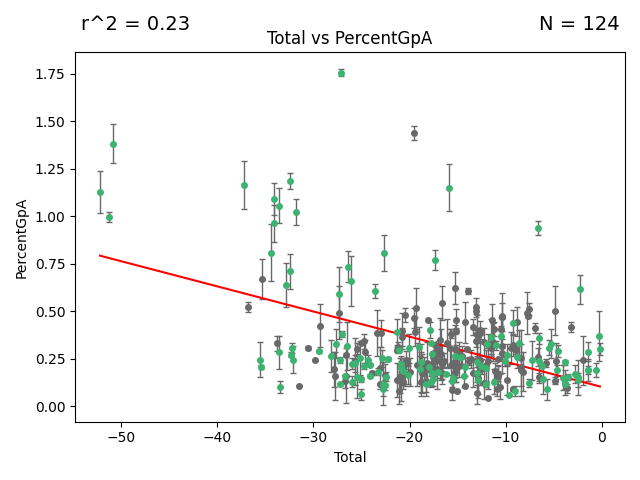 r^2 = 0.23
N = 124
Total vs PercentGpA
1.75
1.50
1.25
1.00
0.75
0.50
0.25
0.00
PercentGpA
−50
−40
−30
−20
−10
0
Total